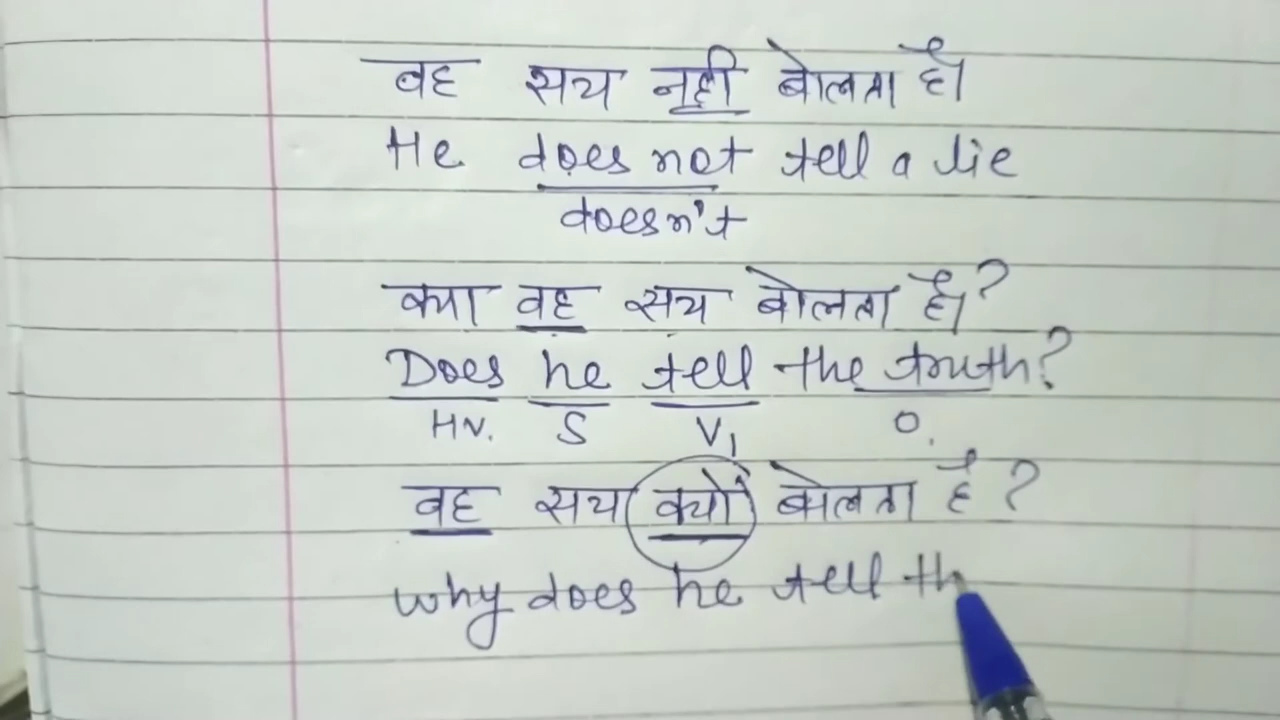 वह सच नही बोलता है।
He does not tell a lie
doesn't
क्या वह सच बोलता है।?
Does he tell the truth?
HV. S V1 O.
वह सच क्यों बोलता है ?
why does he tell th